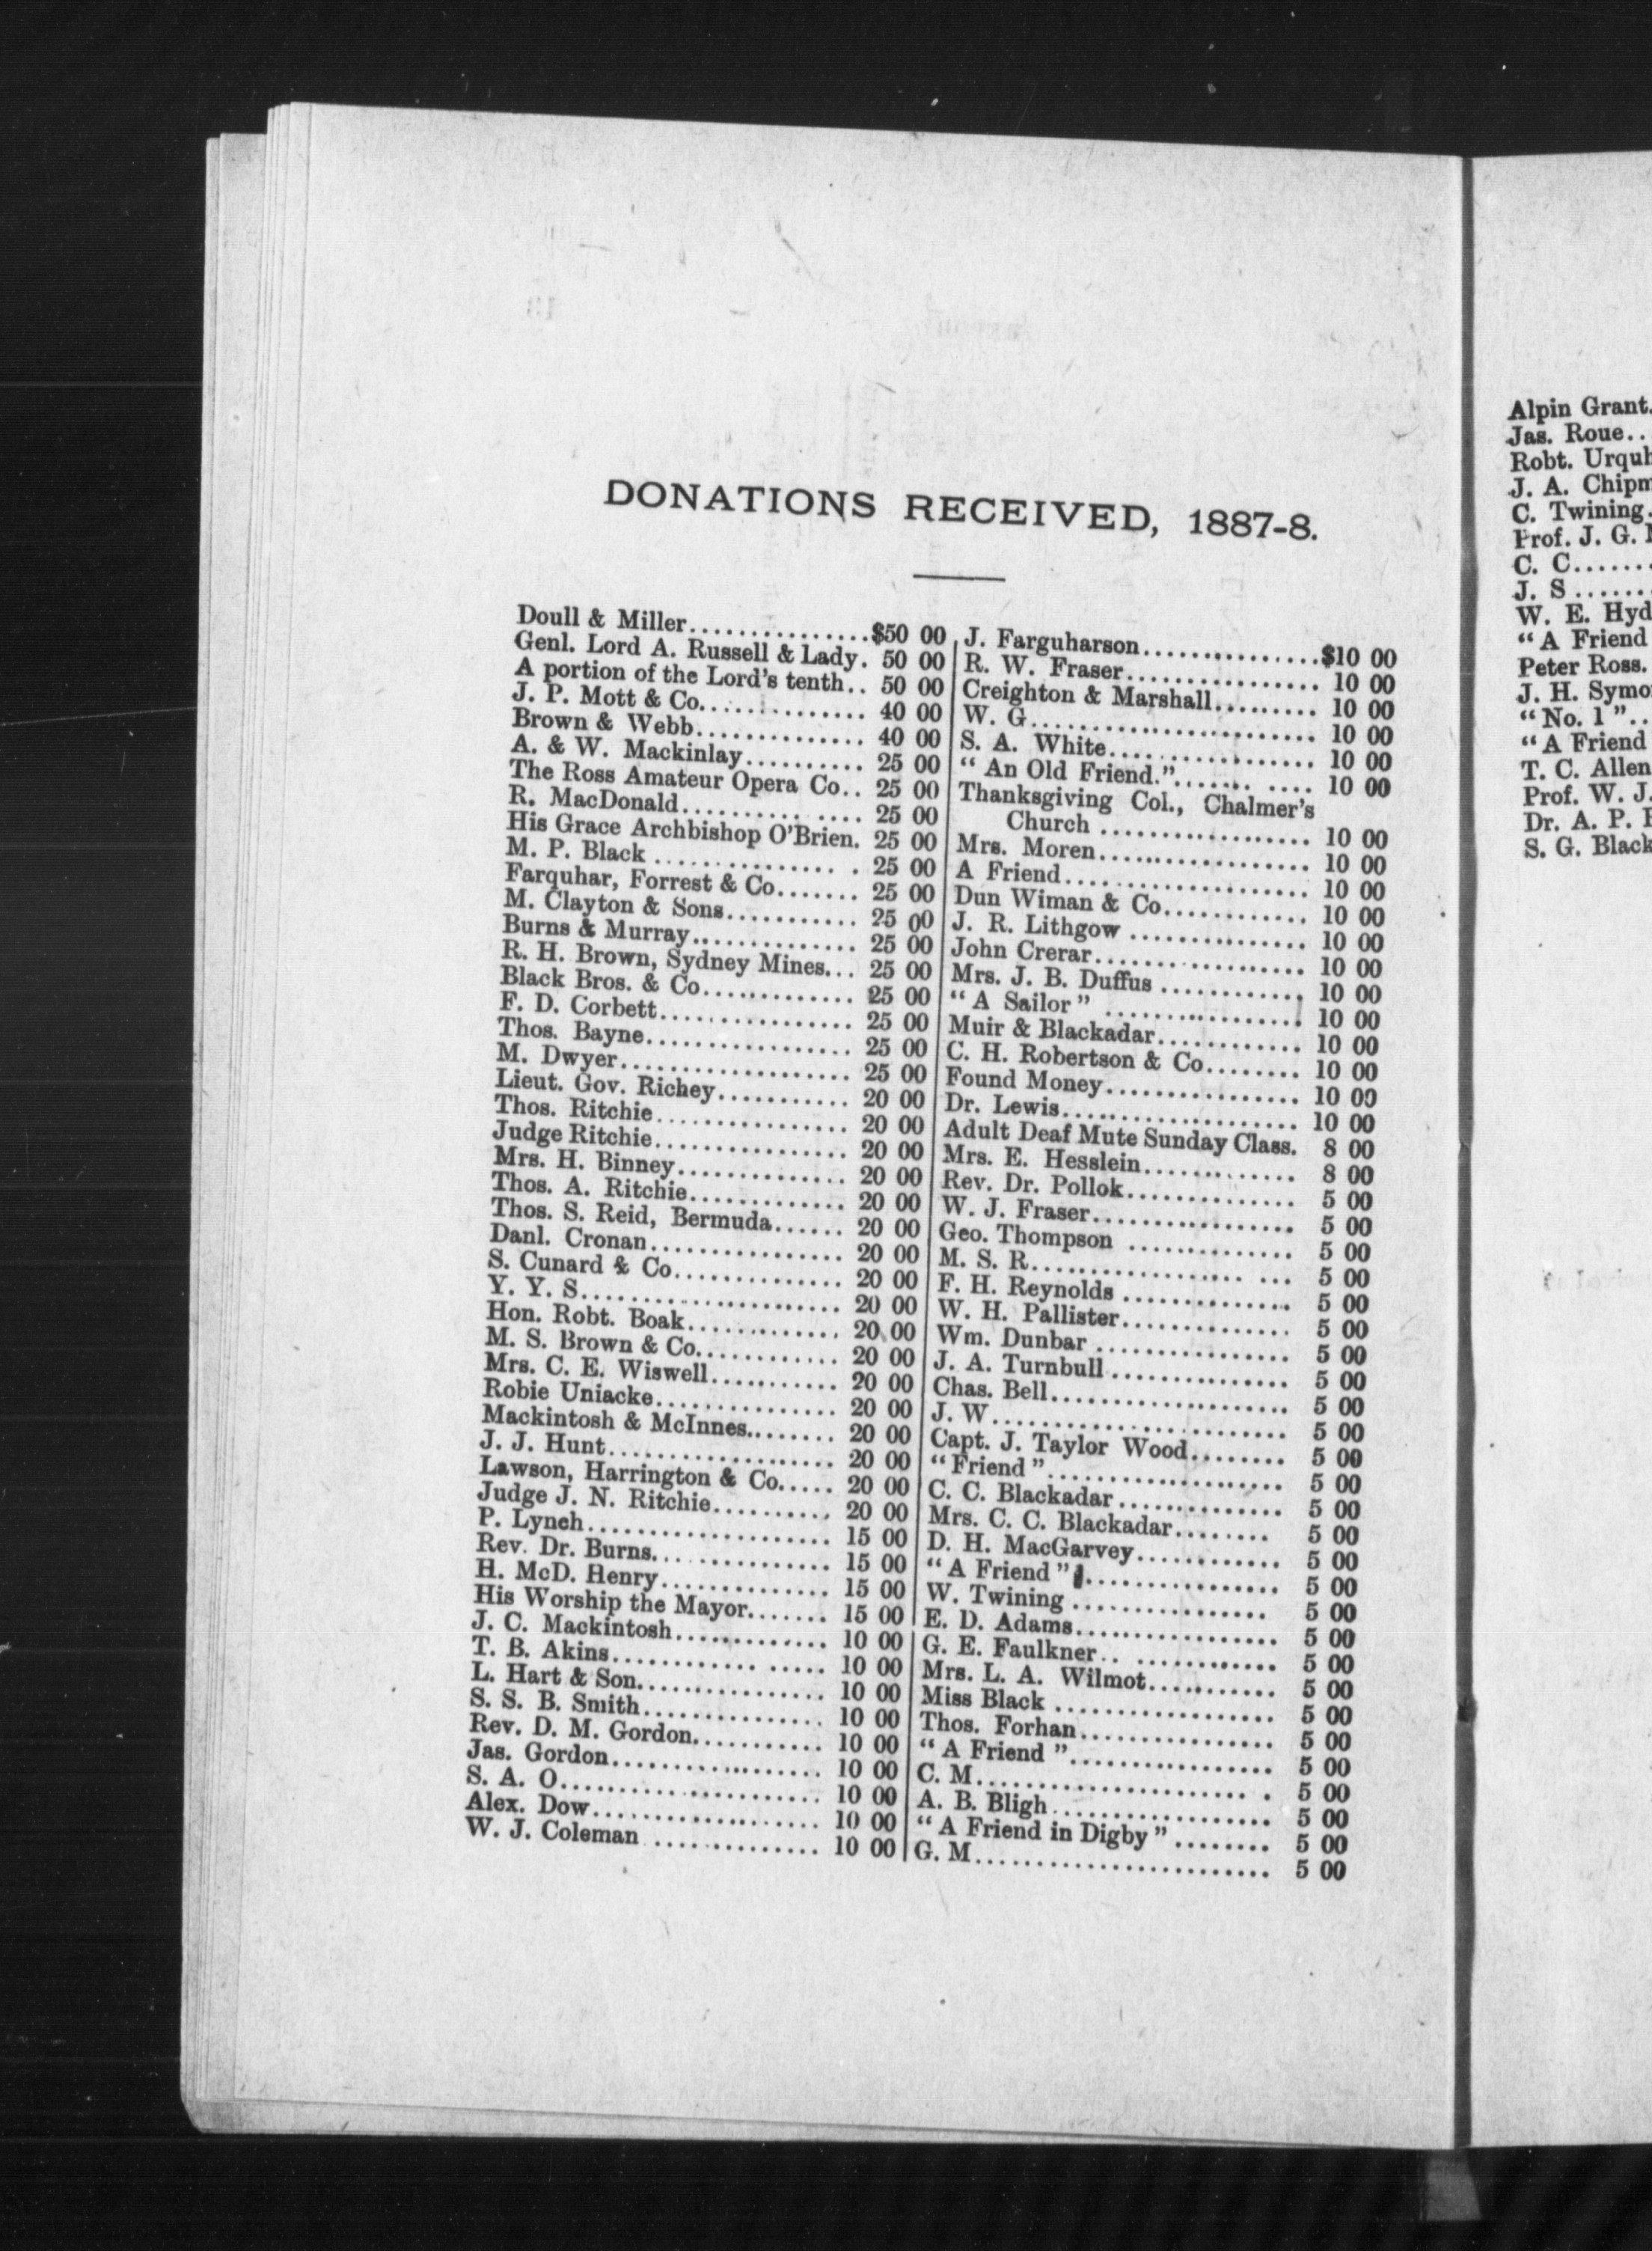 DONATIONS RECEIVED, 1887-8.
Doull & Miller...............$50 00
Genl. Lord A. Russell & Lady. 50 00
A portion of the Lord's tenth.. 50 00
J. P. Mott & Co.............. 40 00
Brown & Webb.............. 40 00
A. & W. Mackinlay.......... 25 00
The Ross Amateur Opera Co.. 25 00
R. MacDonald.............. 25 00
His Grace Archbishop O'Brien. 25 00
M. P. Black ................ 25 00
Farquhar, Forrest & Co....... 25 00
M. Clayton & Sons........... 25 00
Burns & Murray.............. 25 00
R. H. Brown, Sydney Mines... 25 00
Black Bros. & Co............. 25 00
F. D. Corbett................ 25 00
Thos. Bayne................. 25 00
M. Dwyer................... 25 00
Lieut. Gov. Richey........... 20 00
Thos. Ritchie................ 20 00
Judge Ritchie................ 20 00
Mrs. H. Binney.............. 20 00
Thos. A. Ritchie............. 20 00
Thos. S. Reid, Bermuda...... 20 00
Danl. Cronan................ 20 00
S. Cunard & Co.............. 20 00
Y. Y. S...................... 20 00
Hon. Robt. Boak............. 20 00
M. S. Brown & Co............ 20 00
Mrs. C. E. Wiswell........... 20 00
Robie Uniacke............... 20 00
Mackintosh & McInnes........ 20 00
J. J. Hunt................... 20 00
Lawson, Harrington & Co..... 20 00
Judge J. N. Ritchie.......... 20 00
P. Lynch.................... 15 00
Rev. Dr. Burns............... 15 00
H. McD. Henry.............. 15 00
His Worship the Mayor....... 15 00
J. C. Mackintosh............. 10 00
T. B. Akins................. 10 00
L. Hart & Son................ 10 00
S. S. B. Smith............... 10 00
Rev. D. M. Gordon........... 10 00
Jas. Gordon................. 10 00
S. A. O...................... 10 00
Alex. Dow................... 10 00
W. J. Coleman .............. 10 00
J. Farguharson...............$10 00
R. W. Fraser................ 10 00
Creighton & Marshall......... 10 00
W. G....................... 10 00
S. A. White................. 10 00
“ An Old Friend.”........... 10 00
Thanksgiving Col., Chalmer's
Church ................. 10 00
Mrs. Moren................. 10 00
A Friend.................... 10 00
Dun Wiman & Co............ 10 00
J. R. Lithgow ............... 10 00
John Crerar................. 10 00
Mrs. J. B. Duffus ............ 10 00
“ A Sailor ” ................ 10 00
Muir & Blackadar............ 10 00
C. H. Robertson & Co........ 10 00
Found Money................ 10 00
Dr. Lewis................... 10 00
Adult Deaf Mute Sunday Class. 8 00
Mrs. E. Hesslein............. 8 00
Rev. Dr. Pollok.............. 5 00
W. J. Fraser................. 5 00
Geo. Thompson .............. 5 00
M. S. R..................... 5 00
F. H. Reynolds .............. 5 00
W. H. Pallister.............. 5 00
Wm. Dunbar ................ 5 00
J. A. Turnbull............... 5 00
Chas. Bell................... 5 00
J. W........................ 5 00
Capt. J. Taylor Wood........ 5 00
“ Friend ”................... 5 00
C. C. Blackadar.............. 5 00
Mrs. C. C. Blackadar........ 5 00
D. H. MacGarvey............ 5 00
“ A Friend ”................ 5 00
W. Twining ................ 5 00
E. D. Adams................. 5 00
G. E. Faulkner.. ............ 5 00
Mrs. L. A. Wilmot........... 5 00
Miss Black .................. 5 00
Thos. Forhan................ 5 00
“ A Friend ”................. 5 00
C. M........................ 5 00
A. B. Bligh.................. 5 00
“ A Friend in Digby ”........ 5 00
G. M........................ 5 00
Alpin Grant.
Jas. Roue..
Robt.
J. A.
C. Twining.
Prof. J. G.
C. C.......
J. S ......
W. E.
“ A Friend
Peter Ross.
J. H.
“ No. 1 ”..
“ A Friend
T. C. Allen
Prof. W. J.
Dr. A. P.
S. G. Black